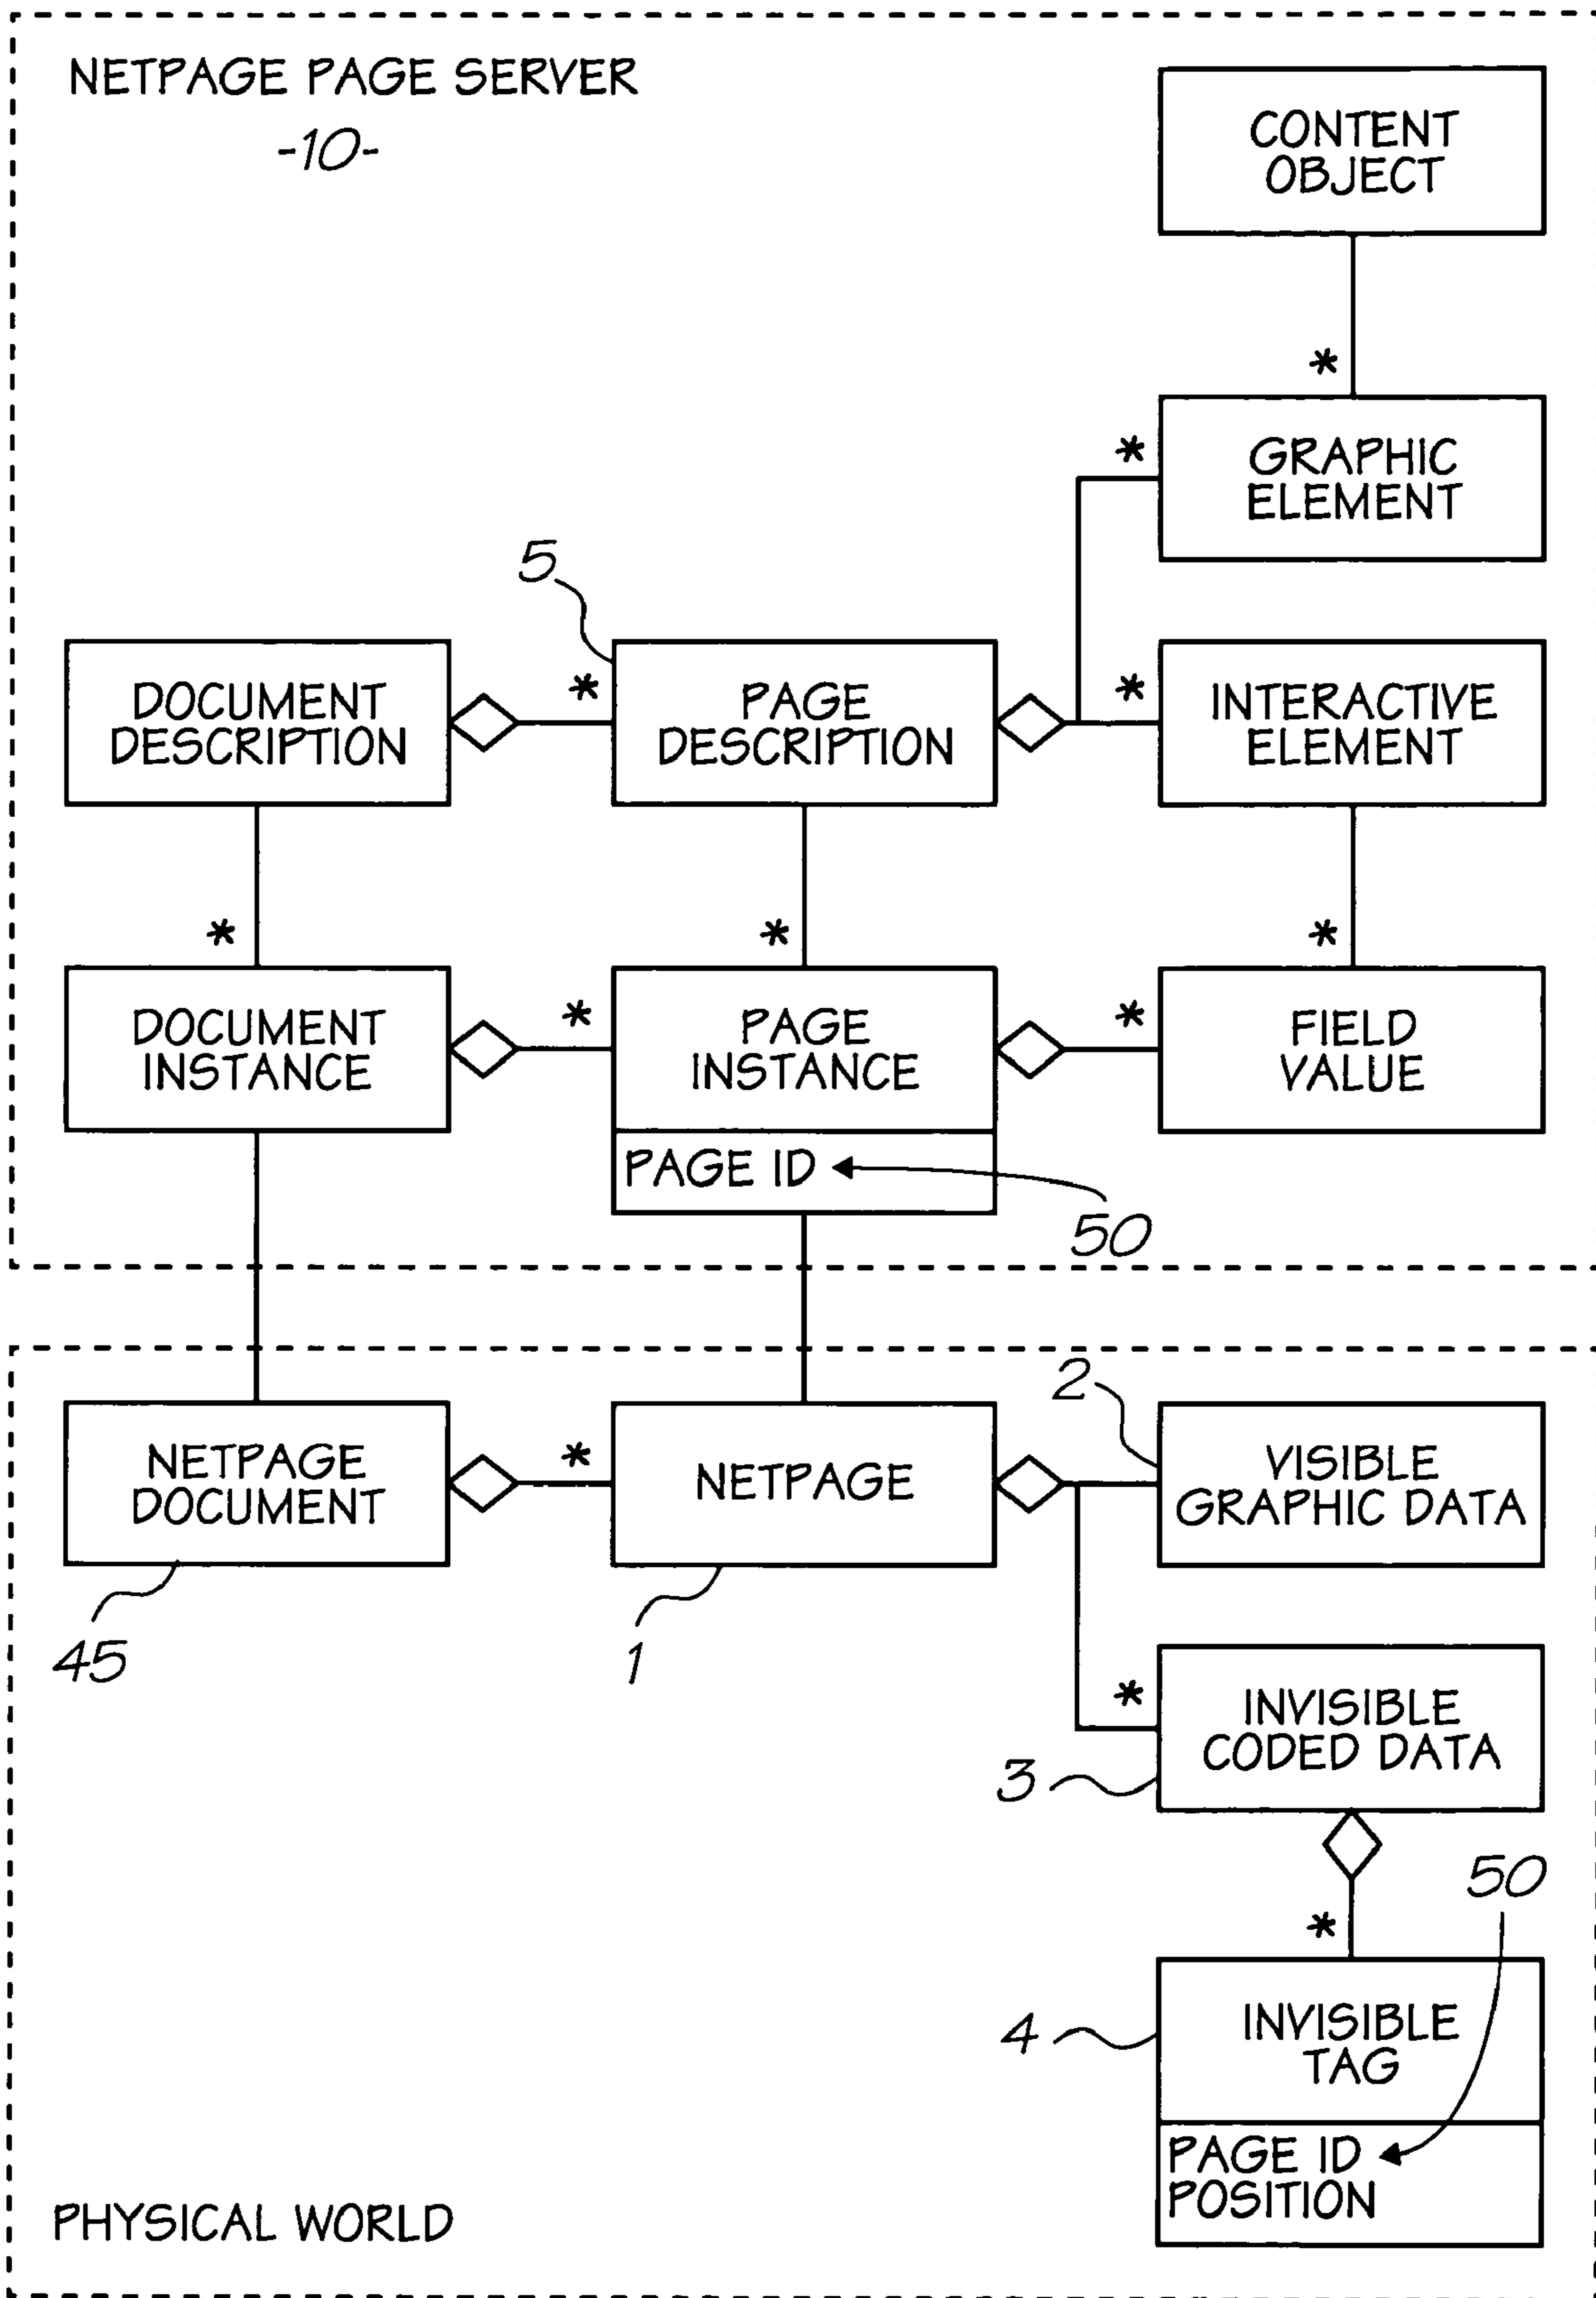 NETPAGE PAGE SERVER
-10-
CONTENT
OBJECT
*
*
GRAPHIC
ELEMENT
5
DOCUMENT
DESCRIPTION
*
PAGE
DESCRIPTION
*
INTERACTIVE
ELEMENT
*
*
*
DOCUMENT
INSTANCE
*
PAGE
INSTANCE
*
FIELD
VALUE
PAGE ID
50
NETPAGE
DOCUMENT
45
*
NETPAGE
1
2
VISIBLE
GRAPHIC DATA
*
INVISIBLE
CODED DATA
3
50
*
4
INVISIBLE
TAG
PAGE ID
POSITION
PHYSICAL WORLD